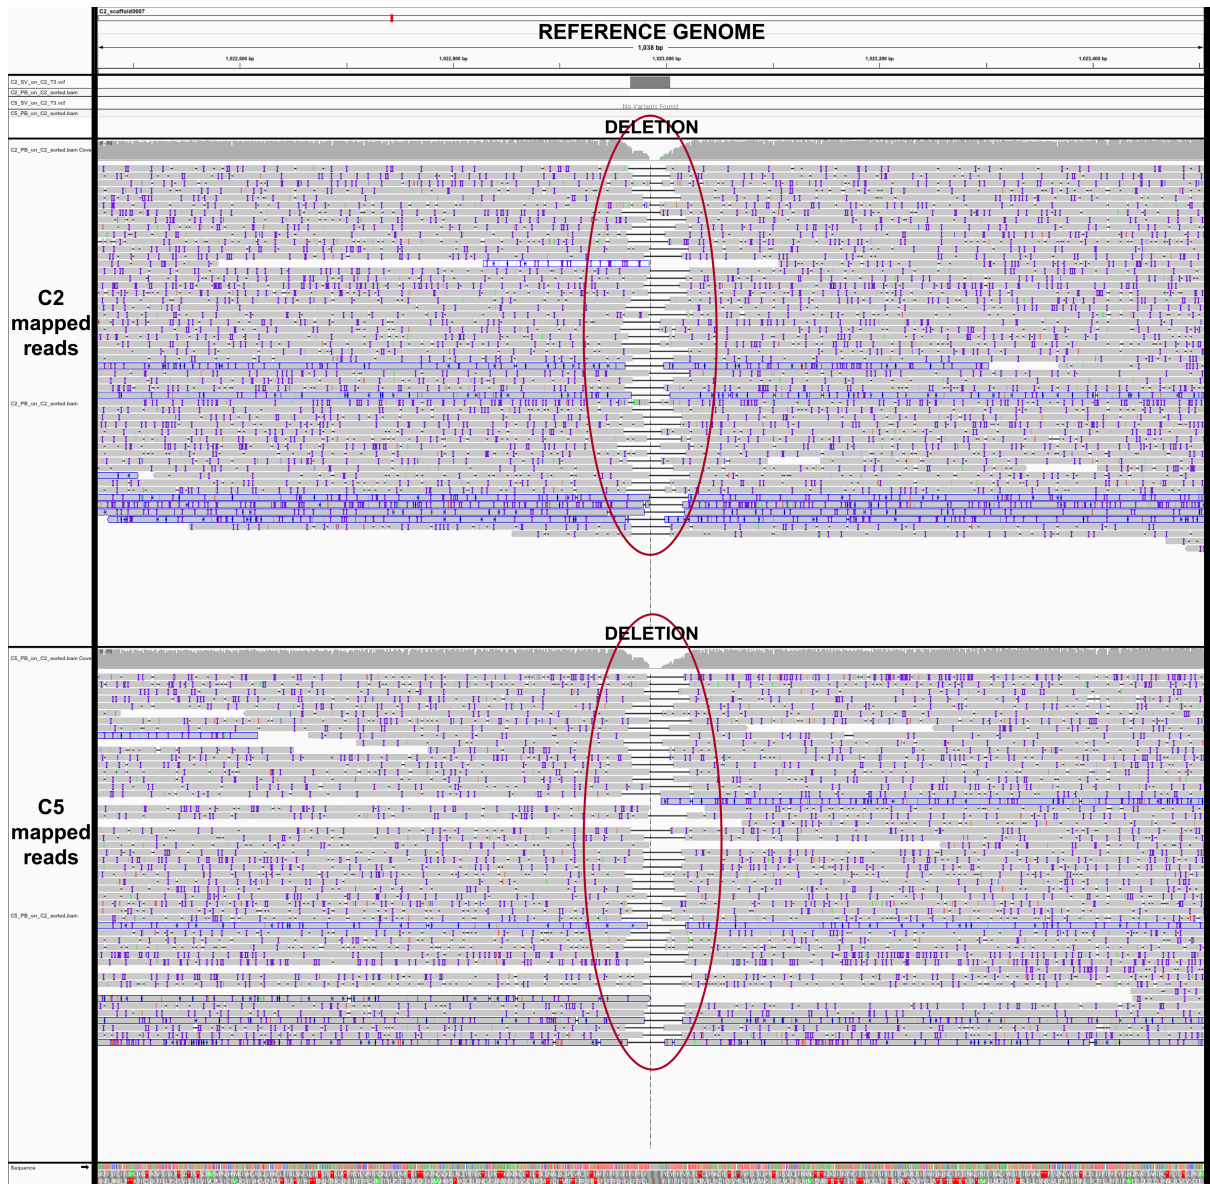 C2_scaffold0007
REFERENCE GENOME
1,038 bp
1,022,600 bp 1,022,800 bp 1,023,000 bp 1,023,200 bp 1,023,400 bp
C2_SV_on_C2_T3.vcf
C2_PB_on_C2_sorted.bam
C5_SV_on_C2_T3.vcf
No Variants Found
C5_PB_on_C2_sorted.bam
DELETION
C2_PB_on_C2_sorted.bam Cove
C2
mapped
reads
C2_PB_on_C2_sorted.bam
DELETION
C5_PB_on_C2_sorted.bam Cove
C5
mapped
reads
C5_PB_on_C2_sorted.bam
Sequence